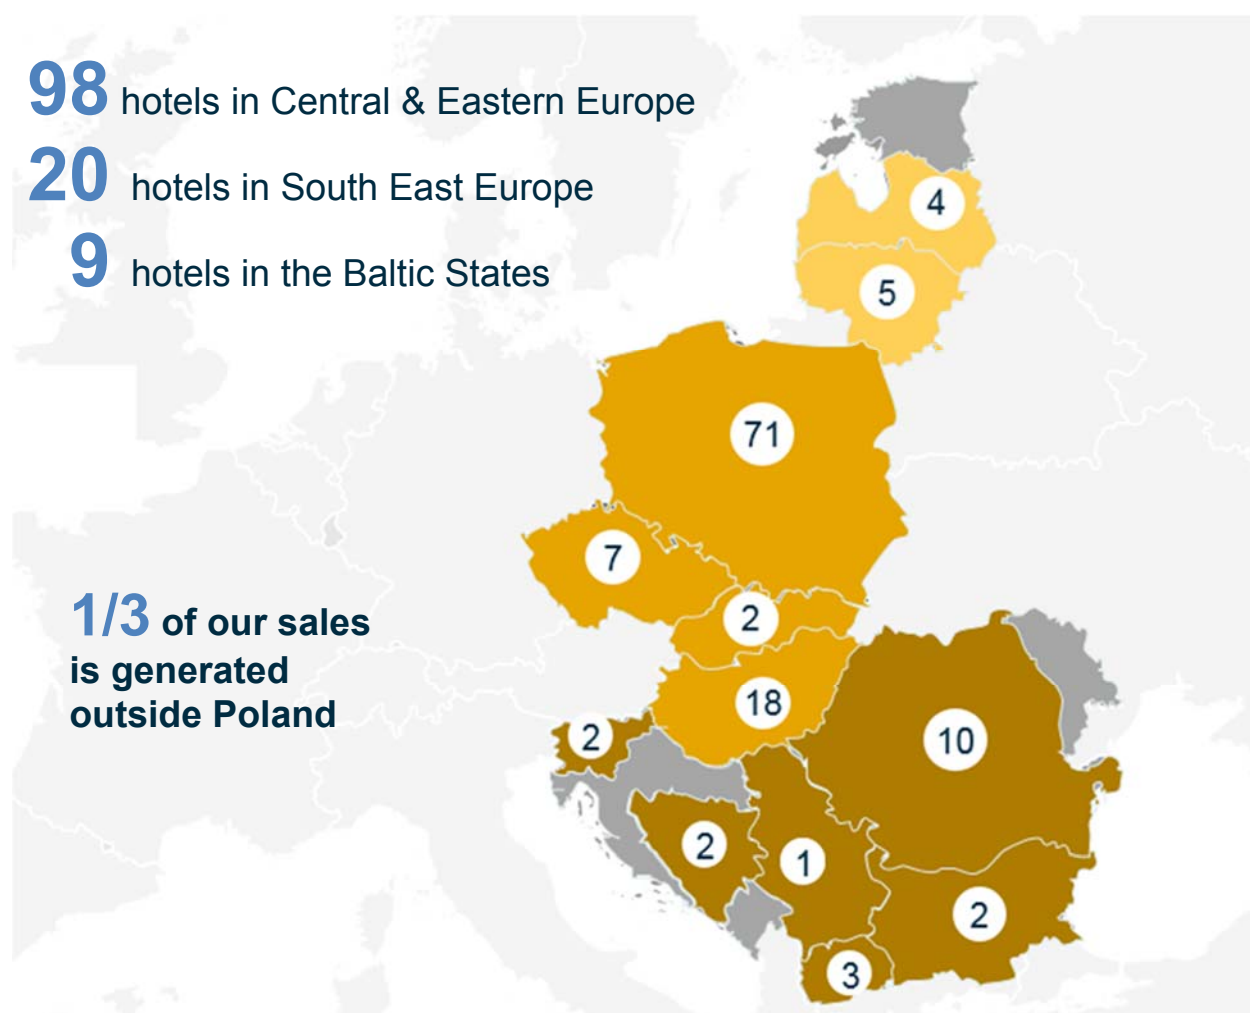 98 hotels in Central & Eastern Europe
20 hotels in South East Europe
9 hotels in the Baltic States
4
5
71
7
2
1/3 of our sales
is generated
outside Poland
18
2
10
2
1
2
3